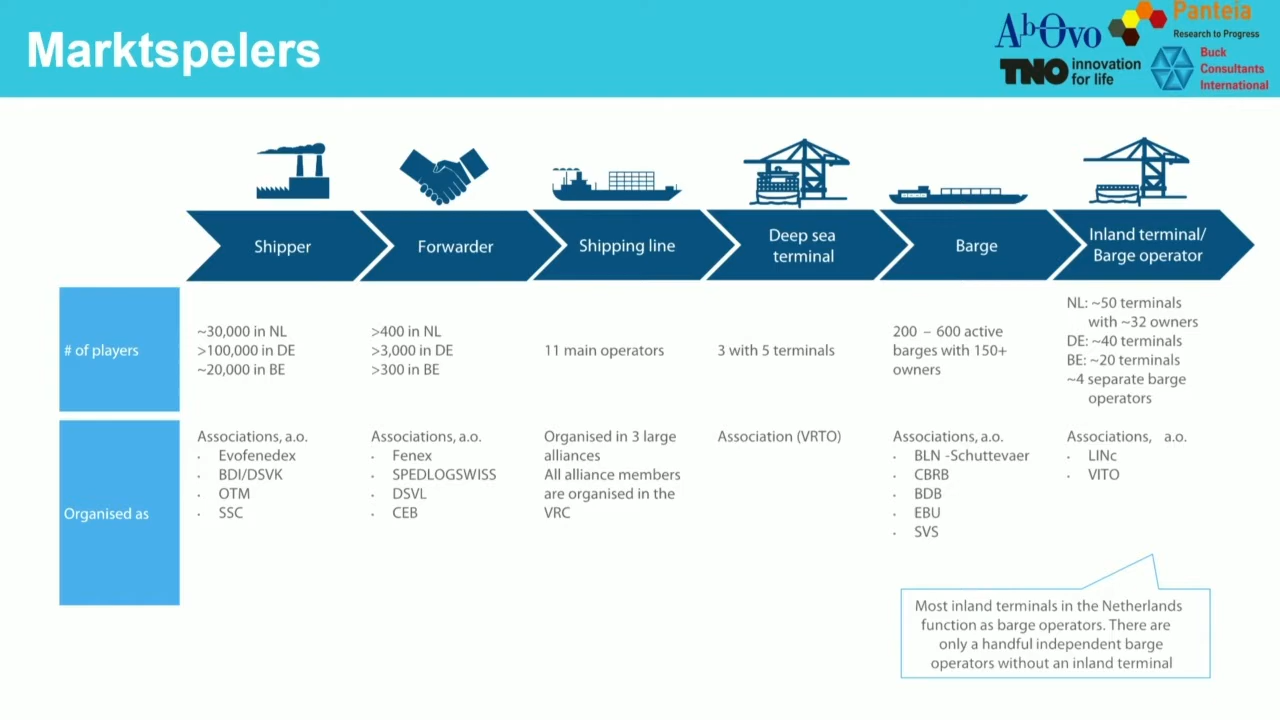 Marktspelers
AbOvo
Panteia
Research to Progress
TNO innovation
for life
Buck
Consultants
International
Shipper
Forwarder
Shipping line
Deep sea
terminal
Barge
Inland terminal/
Barge operator
# of players
~30,000 in NL
>100,000 in DE
~20,000 in BE
>400 in NL
>3,000 in DE
>300 in BE
11 main operators
3 with 5 terminals
200 – 600 active
barges with 150+
owners
NL: ~50 terminals
with ~32 owners
DE: ~40 terminals
BE: ~20 terminals
~4 separate barge
operators
Organised as
Associations, a.o.
· Evofenedex
· BDI/DSVK
· OTM
· SSC
Associations, a.o.
· Fenex
· SPEDLOGSWISS
· DSVL
· CEB
Organised in 3 large
alliances
All alliance members
are organised in the
VRC
Association (VRTO)
Associations, a.o.
· BLN -Schuttevaer
· CBRB
· BDB
· EBU
· SVS
Associations, a.o.
· LINc
· VITO
Most inland terminals in the Netherlands
function as barge operators. There are
only a handful independent barge
operators without an inland terminal